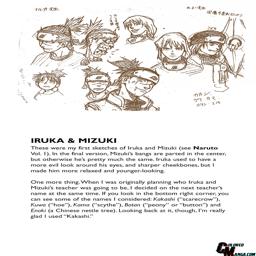 IRUKA & MIZUKI
These were my first sketches of Iruka and Mizuki (see Naruto
Vol. 1). In the final version, Mizuki's bangs are parted in the center,
but otherwise he's pretty much the same. Iruka used to have a
more evil look around his eyes, and sharper cheekbones, but I
made him more relaxed and younger-looking.
One more thing. When I was originally planning who Iruka and
Mizuki's teacher was going to be, I decided on the next teacher's
name at the same time. If you look in the bottom right corner, you
can see some of the names I considered: Kakashi ("scarecrow"),
Kuwa ("hoe"), Kama ("scythe"), Botan ("peony" or "button") and
Enoki (a Chinese nettle tree). Looking back at it, though, I'm really
glad I used "Kakashi."
COLORED
MANGA.COM